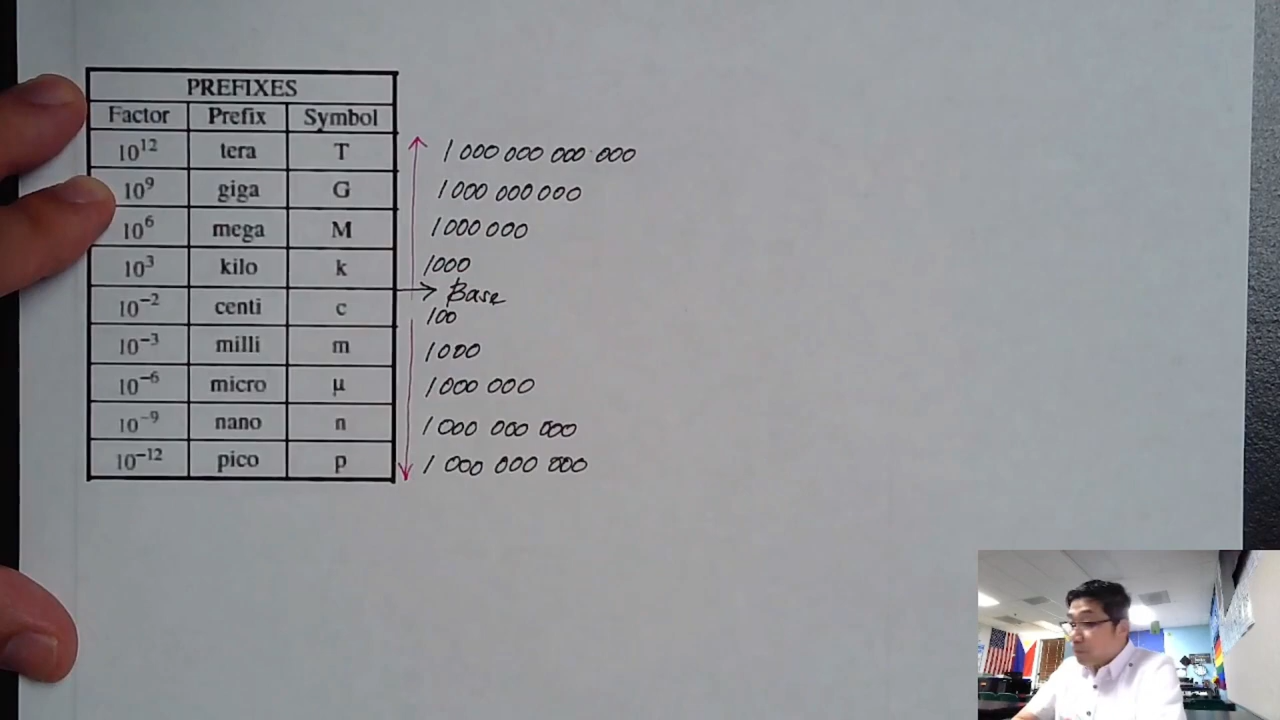 PREFIXES
Factor Prefix Symbol
10¹² tera T 1 000 000 000 000
10⁹ giga G 1 000 000 000
10⁶ mega M 1 000 000
10³ kilo k 1000
Base
10⁻² centi c 100
10⁻³ milli m 1000
10⁻⁶ micro µ 1000 000
10⁻⁹ nano n 1 000 000 000
10⁻¹² pico p 1 000 000 000